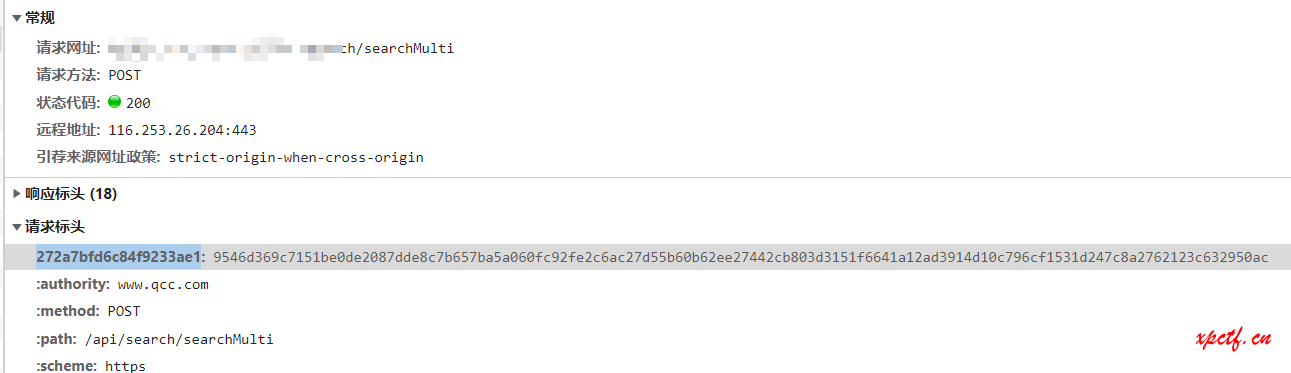 常规
请求网址: ch/searchMulti
请求方法: POST
状态代码: 200
远程地址: 116.253.26.204:443
引荐来源网址政策: strict-origin-when-cross-origin
响应标头 (18)
请求标头
272a7bfd6c84f9233ae1: 9546d369c7151be0de2087dde8c7b657ba5a060fc92fe2c6ac27d55b60b62ee27442cb803d3151f6641a12ad3914d10c796cf1531d247c8a2762123c632950ac
:authority: www.qcc.com
:method: POST
:path: /api/search/searchMulti
xpctf.cn
:scheme: https